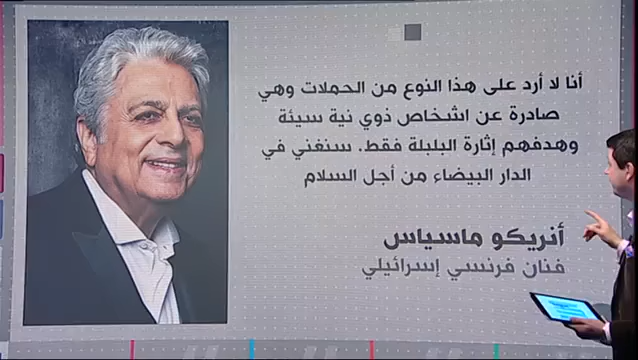 أنا لا أرد على هذا النوع من الحملات وهي
صادرة عن اشخاص ذوي نية سيئة
وهدفهم إثارة البلبلة فقط. سنغني في
الدار البيضاء من أجل السلام
أنريكو ماسياس
فنان فرنسي إسرائيلي